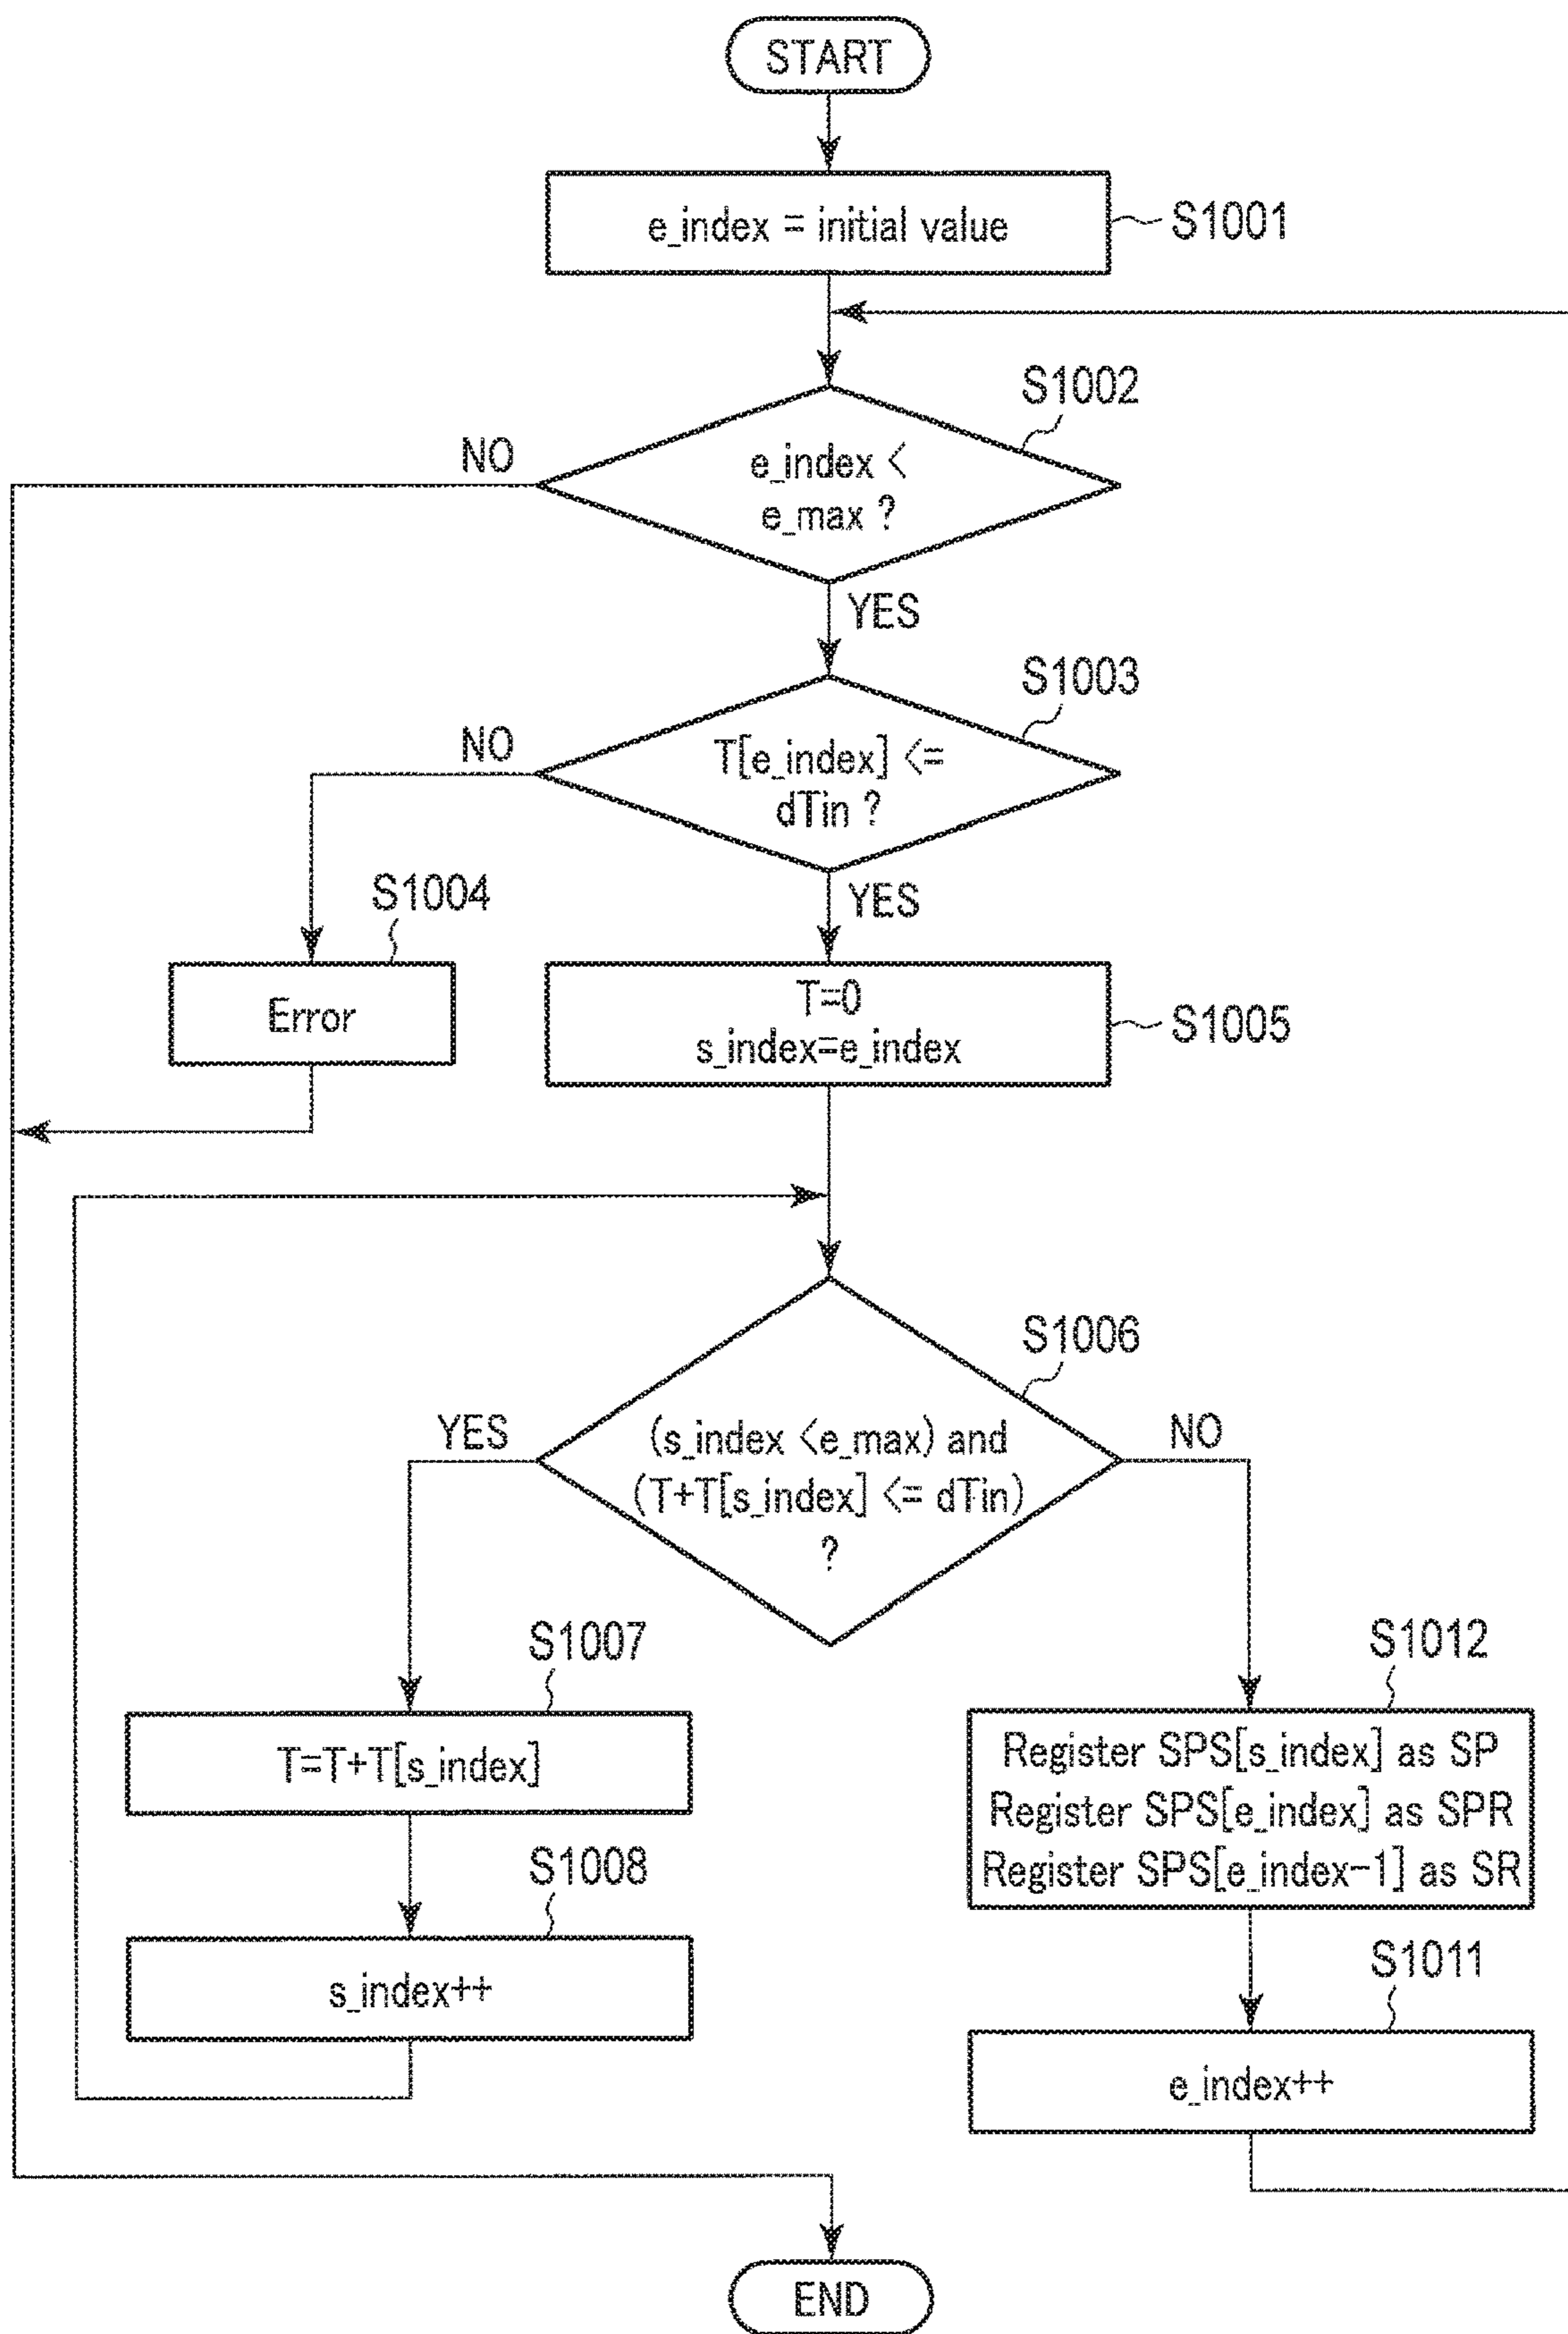 START
e_index = initial value
S1001
S1002
NO
e_index <
e_max ?
YES
S1003
NO
T[e_index] <=
dTin ?
S1004
YES
Error
T=0
s_index=e_index
S1005
S1006
YES
(s_index <e_max) and
(T+T[s_index] <= dTin)
?
NO
S1007
T=T+T[s_index]
S1008
s_index++
S1012
Register SPS[s_index] as SP
Register SPS[e_index] as SPR
Register SPS[e_index-1] as SR
S1011
e_index++
END